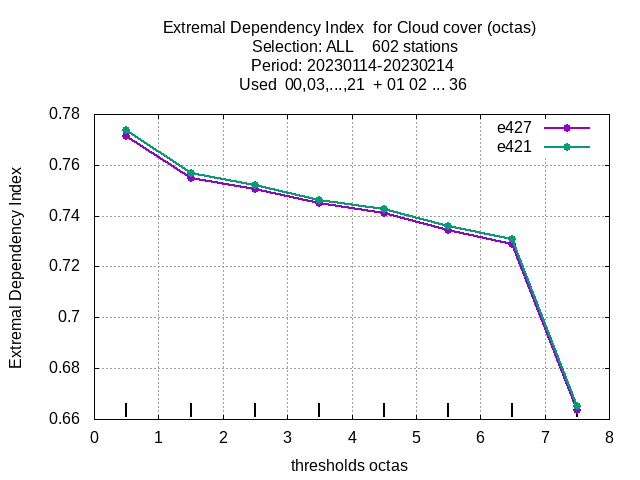 Extremal Dependency Index  for Cloud cover (octas)
Selection: ALL    602 stations
Period: 20230114-20230214
Used  00,03,...,21  + 01 02 ... 36
e427
e421
0.78
0.76
0.74
0.72
0.7
0.68
0.66
Extremal Dependency Index
0 1 2 3 4 5 6 7 8
thresholds octas